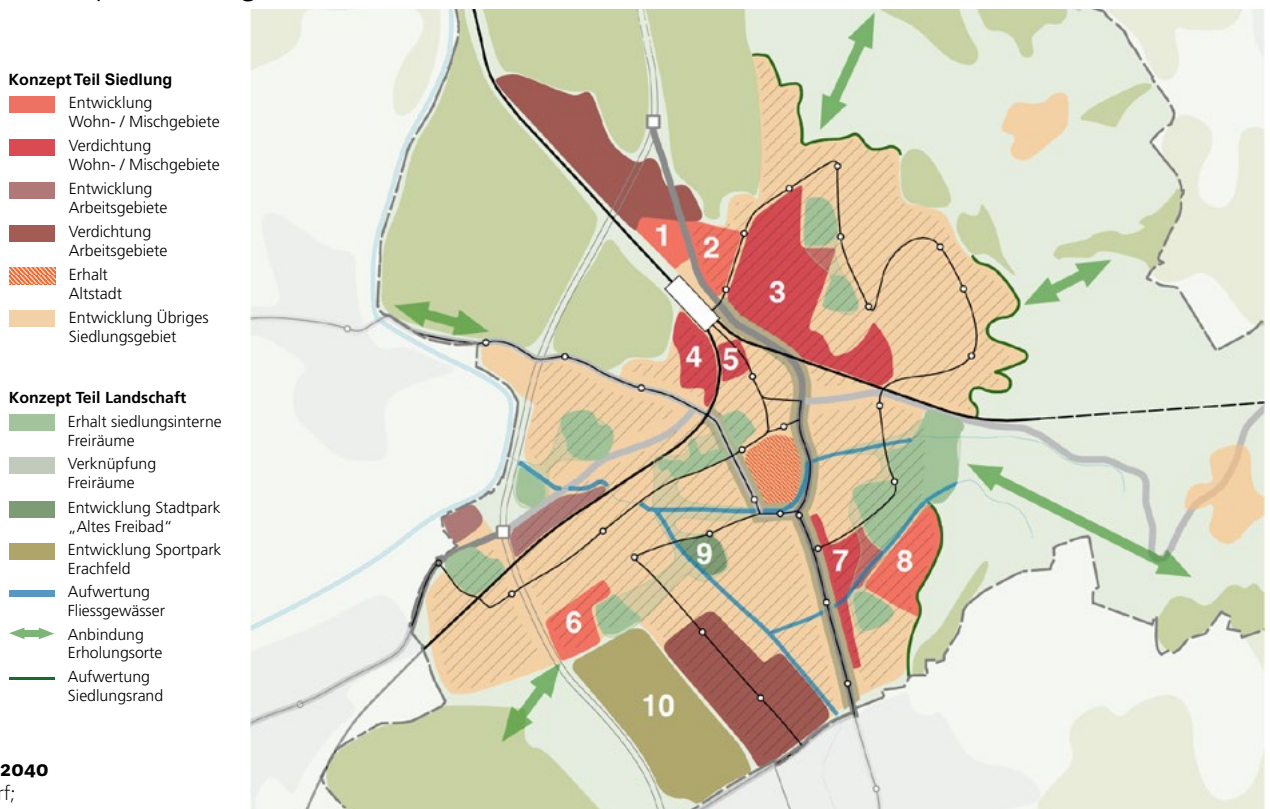 Konzept Teil Siedlung
Entwicklung
Wohn- / Mischgebiete
Verdichtung
Wohn- / Mischgebiete
Entwicklung
Arbeitsgebiete
Verdichtung
Arbeitsgebiete
Erhalt
Altstadt
Entwicklung Übriges
Siedlungsgebiet
Konzept Teil Landschaft
Erhalt siedlungsinterne
Freiräume
Verknüpfung
Freiräume
Entwicklung Stadtpark
„Altes Freibad“
Entwicklung Sportpark
Erachfeld
Aufwertung
Fliessgewässer
Anbindung
Erholungsorte
Aufwertung
Siedlungsrand
2040
rf;
1
2
3
4
5
6
7
8
9
10